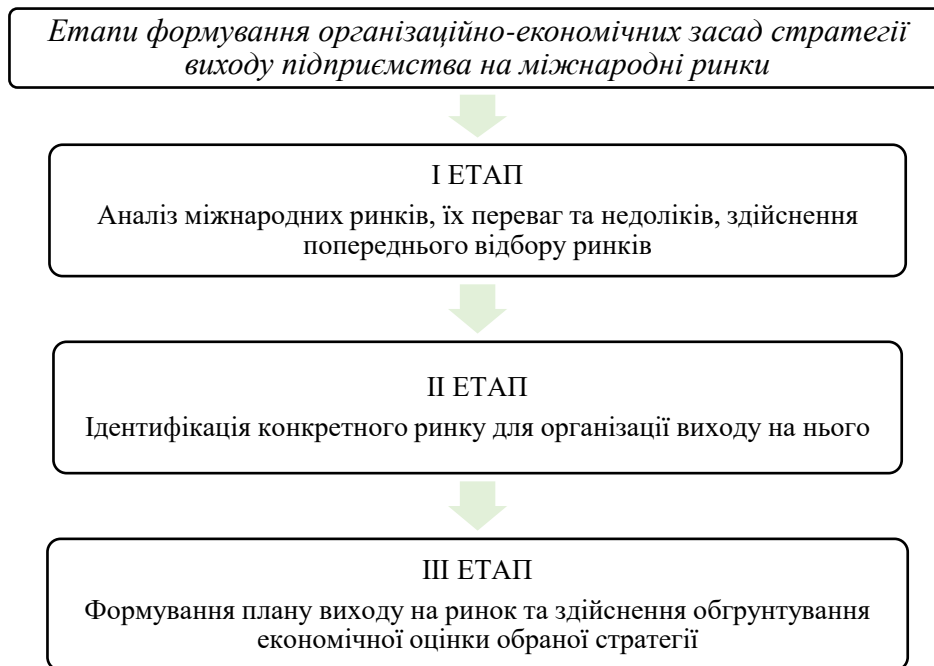 Етапи формування організаційно-економічних засад стратегії
виходу підприємства на міжнародні ринки
І ЕТАП
Аналіз міжнародних ринків, їх переваг та недоліків, здійснення
попереднього відбору ринків
ІІ ЕТАП
Ідентифікація конкретного ринку для організації виходу на нього
ІІІ ЕТАП
Формування плану виходу на ринок та здійснення обгрунтування
економічної оцінки обраної стратегії